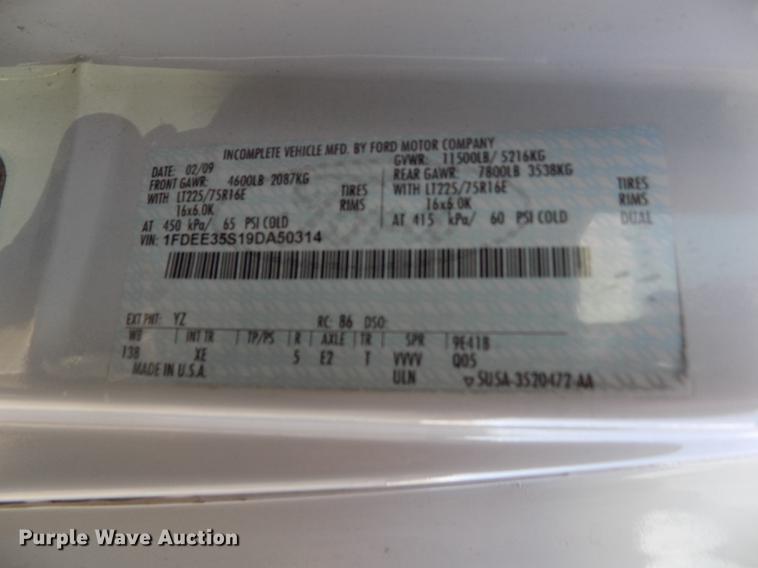 INCOMPLETE VEHICLE MFD. BY FORD MOTOR COMPANY
DATE: 02/09 GVWR: 11500LB/ 5216KG
FRONT GAWR: 4600LB 2087KG REAR GAWR: 7800LB 3538KG
WITH LT225/75R16E TIRES WITH LT225/75R16E TIRES
16x6.0K RIMS 16x6.0K RIMS
AT 450 kPa/ 65 PSI COLD AT 415 kPa/ 60 PSI COLD DUAL
VIN: 1FDEE35S19DA50314
EXT PNT: YZ RC: 86 DSO:
WB INT TR TP/PS R AXLE TR SPR 9E418
138 XE 5 E2 T VVVV Q05
MADE IN U.S.A. ULN 5U5A-3520472-AA
Purple Wave Auction